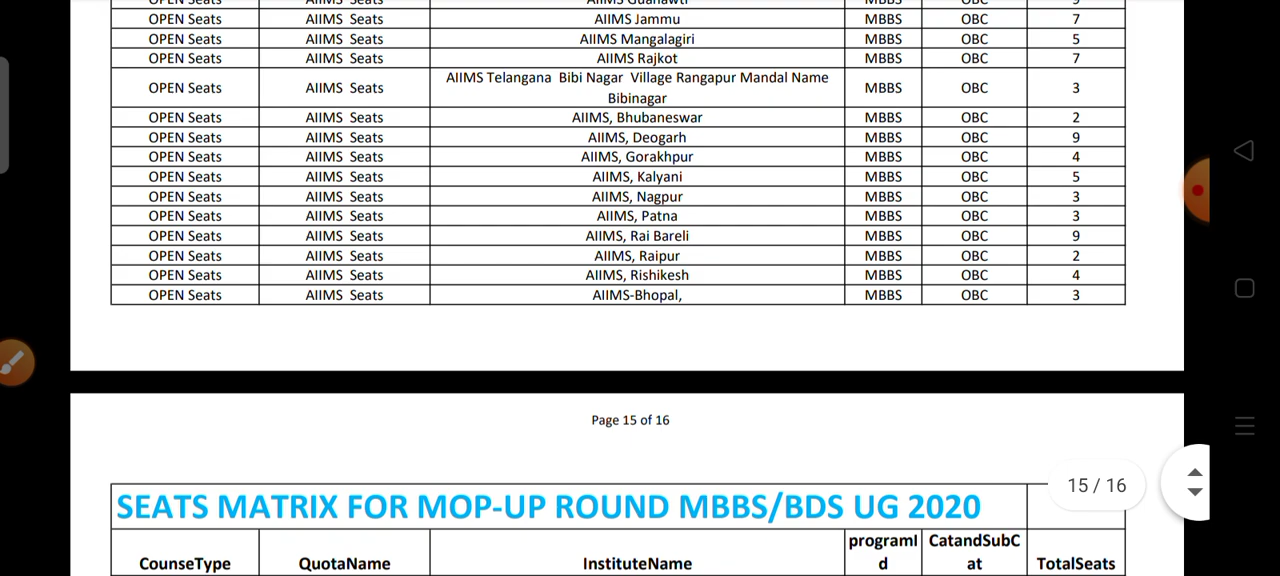 OPEN Seats AIIMS Seats AIIMS Guahawti MBBS OBC 9
OPEN Seats AIIMS Seats AIIMS Jammu MBBS OBC 7
OPEN Seats AIIMS Seats AIIMS Mangalagiri MBBS OBC 5
OPEN Seats AIIMS Seats AIIMS Rajkot MBBS OBC 7
OPEN Seats AIIMS Seats AIIMS Telangana Bibi Nagar Village Rangapur Mandal Name MBBS OBC 3
Bibinagar
OPEN Seats AIIMS Seats AIIMS, Bhubaneswar MBBS OBC 2
OPEN Seats AIIMS Seats AIIMS, Deogarh MBBS OBC 9
OPEN Seats AIIMS Seats AIIMS, Gorakhpur MBBS OBC 4
OPEN Seats AIIMS Seats AIIMS, Kalyani MBBS OBC 5
OPEN Seats AIIMS Seats AIIMS, Nagpur MBBS OBC 3
OPEN Seats AIIMS Seats AIIMS, Patna MBBS OBC 3
OPEN Seats AIIMS Seats AIIMS, Rai Bareli MBBS OBC 9
OPEN Seats AIIMS Seats AIIMS, Raipur MBBS OBC 2
OPEN Seats AIIMS Seats AIIMS, Rishikesh MBBS OBC 4
OPEN Seats AIIMS Seats AIIMS-Bhopal, MBBS OBC 3
Page 15 of 16
15 / 16
SEATS MATRIX FOR MOP-UP ROUND MBBS/BDS UG 2020
programI CatandSubC
CounseType QuotaName InstituteName d at TotalSeats